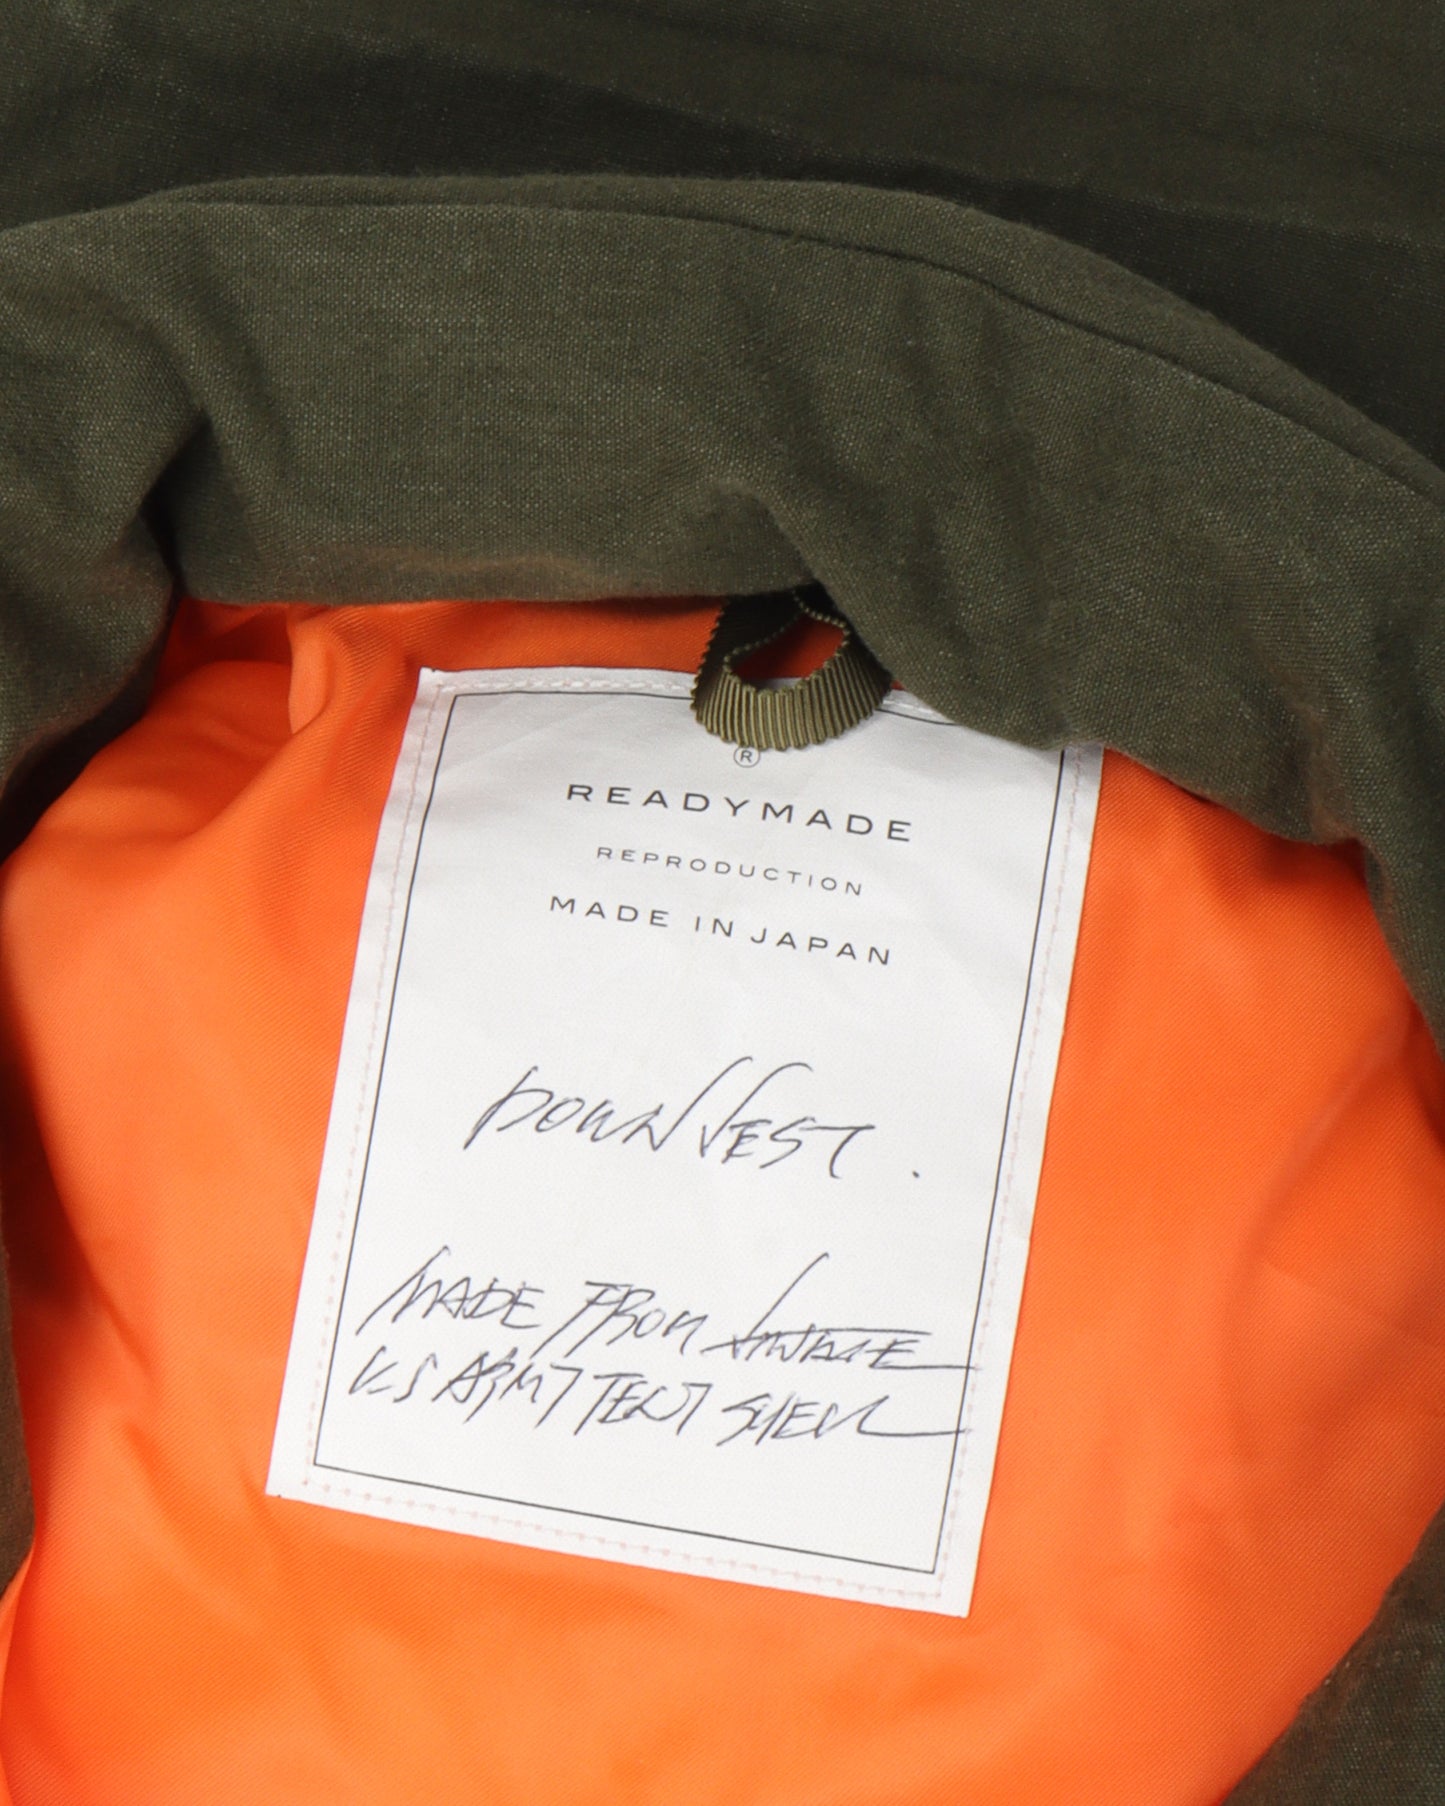 ®
READYMADE
REPRODUCTION
MADE IN JAPAN
DOWN VEST.
MADE FROM VINTAGE
U.S ARMY TENT SHELL